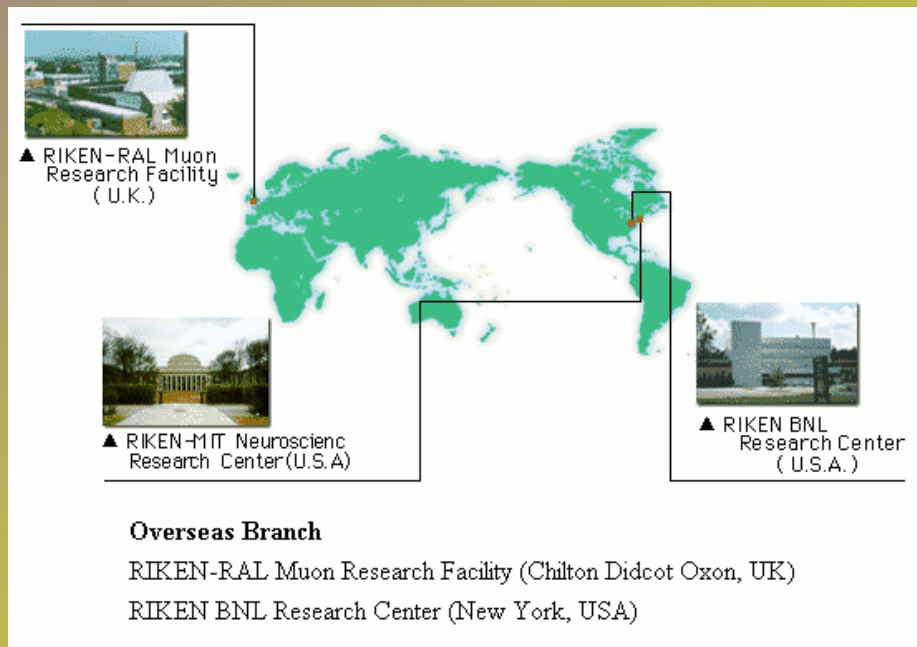 ▲ RIKEN-RAL Muon
Research Facility
( U.K.)
▲ RIKEN-MIT Neuroscienc
Research Center(U.S.A)
▲ RIKEN BNL
Research Center
( U.S.A.)
Overseas Branch
RIKEN-RAL Muon Research Facility (Chilton Didcot Oxon, UK)
RIKEN BNL Research Center (New York, USA)